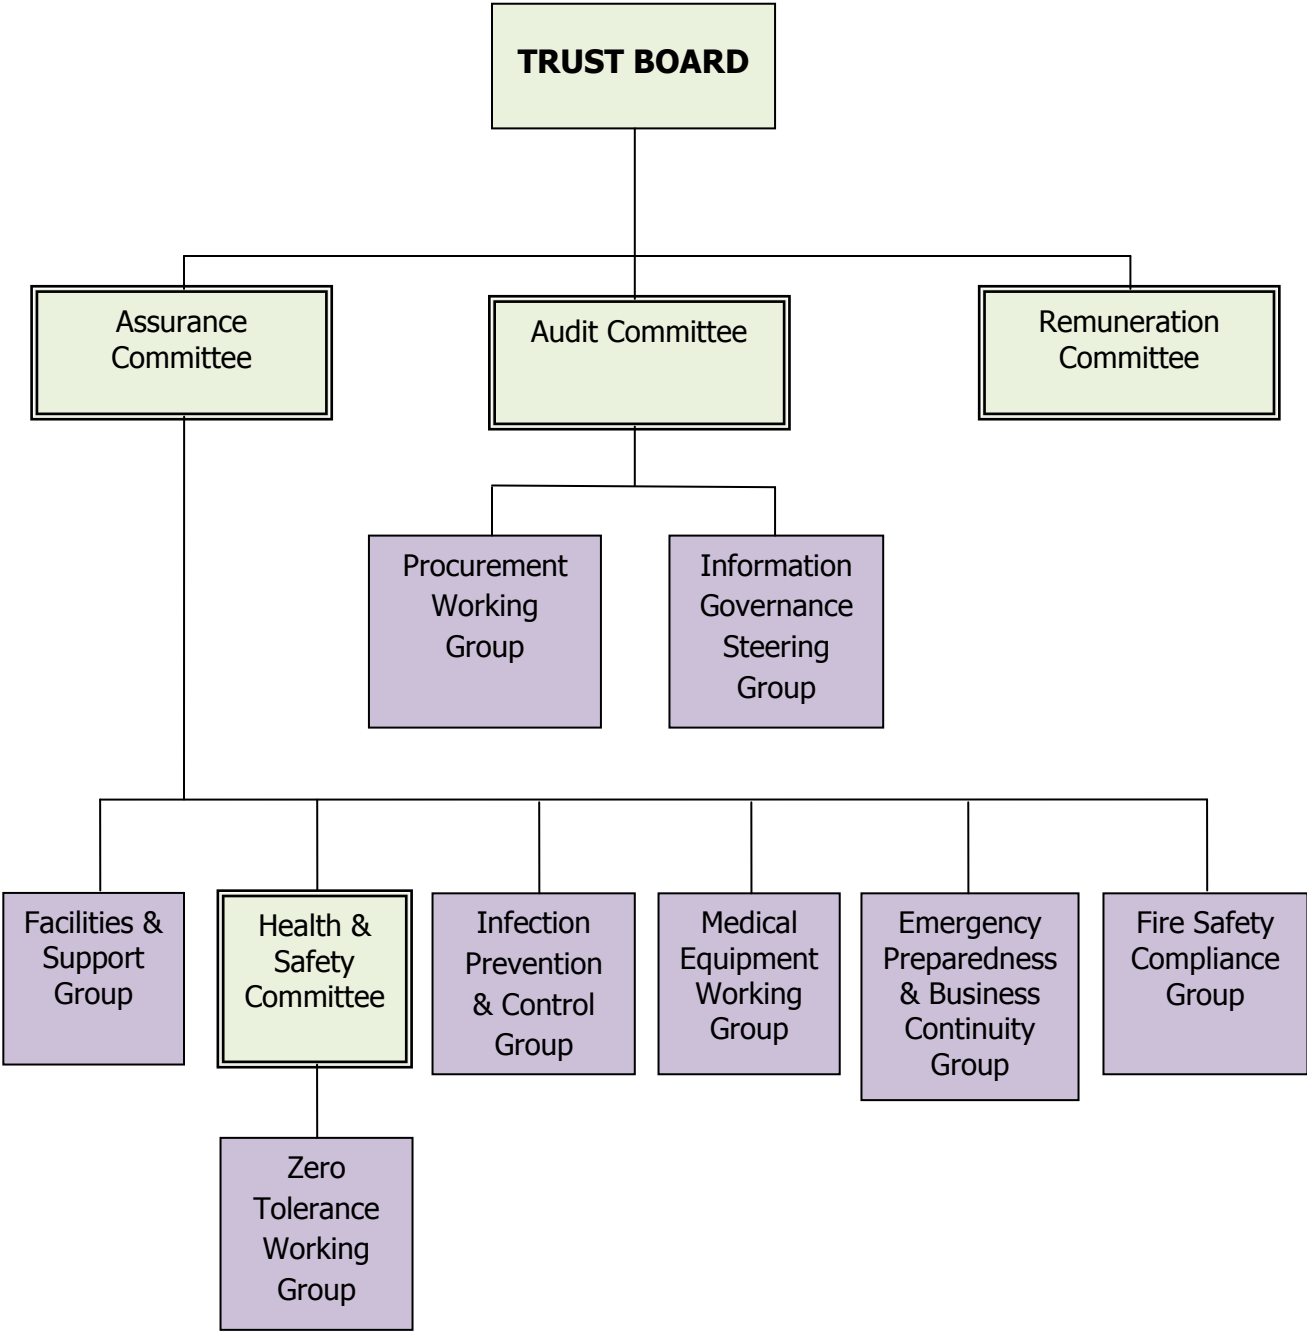 TRUST BOARD
Assurance
Committee
Audit Committee
Remuneration
Committee
Procurement
Working
Group
Information
Governance
Steering
Group
Facilities &
Support
Group
Health &
Safety
Committee
Infection
Prevention
& Control
Group
Medical
Equipment
Working
Group
Emergency
Preparedness
& Business
Continuity
Group
Fire Safety
Compliance
Group
Zero
Tolerance
Working
Group